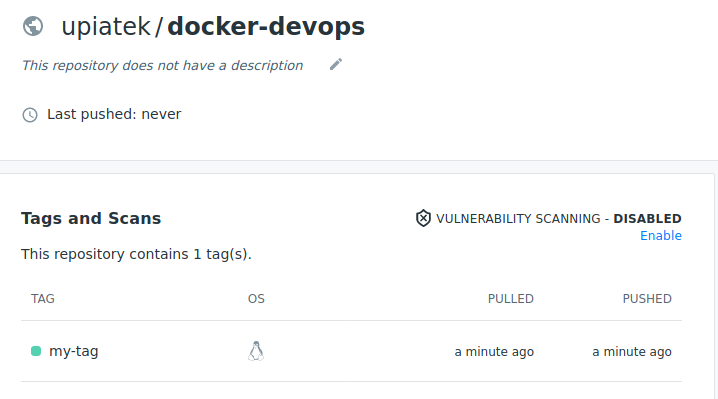 upiatek/docker-devops
This repository does not have a description
Last pushed: never
Tags and Scans
VULNERABILITY SCANNING - DISABLED
Enable
This repository contains 1 tag(s).
TAG OS PULLED PUSHED
my-tag a minute ago a minute ago